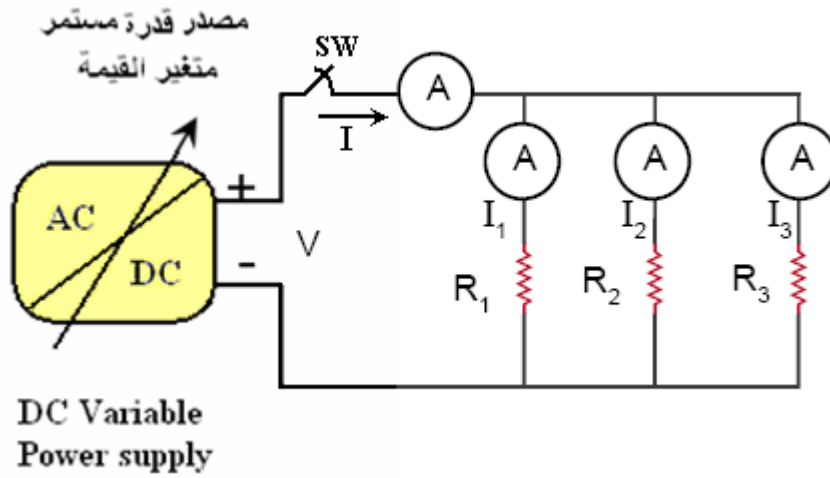 مصدر قدرة مستمر
متغير القيمة
SW
A
I
A
A
A
I1
I2
I3
R1
R2
R3
+
AC
DC
-
V
DC Variable
Power supply